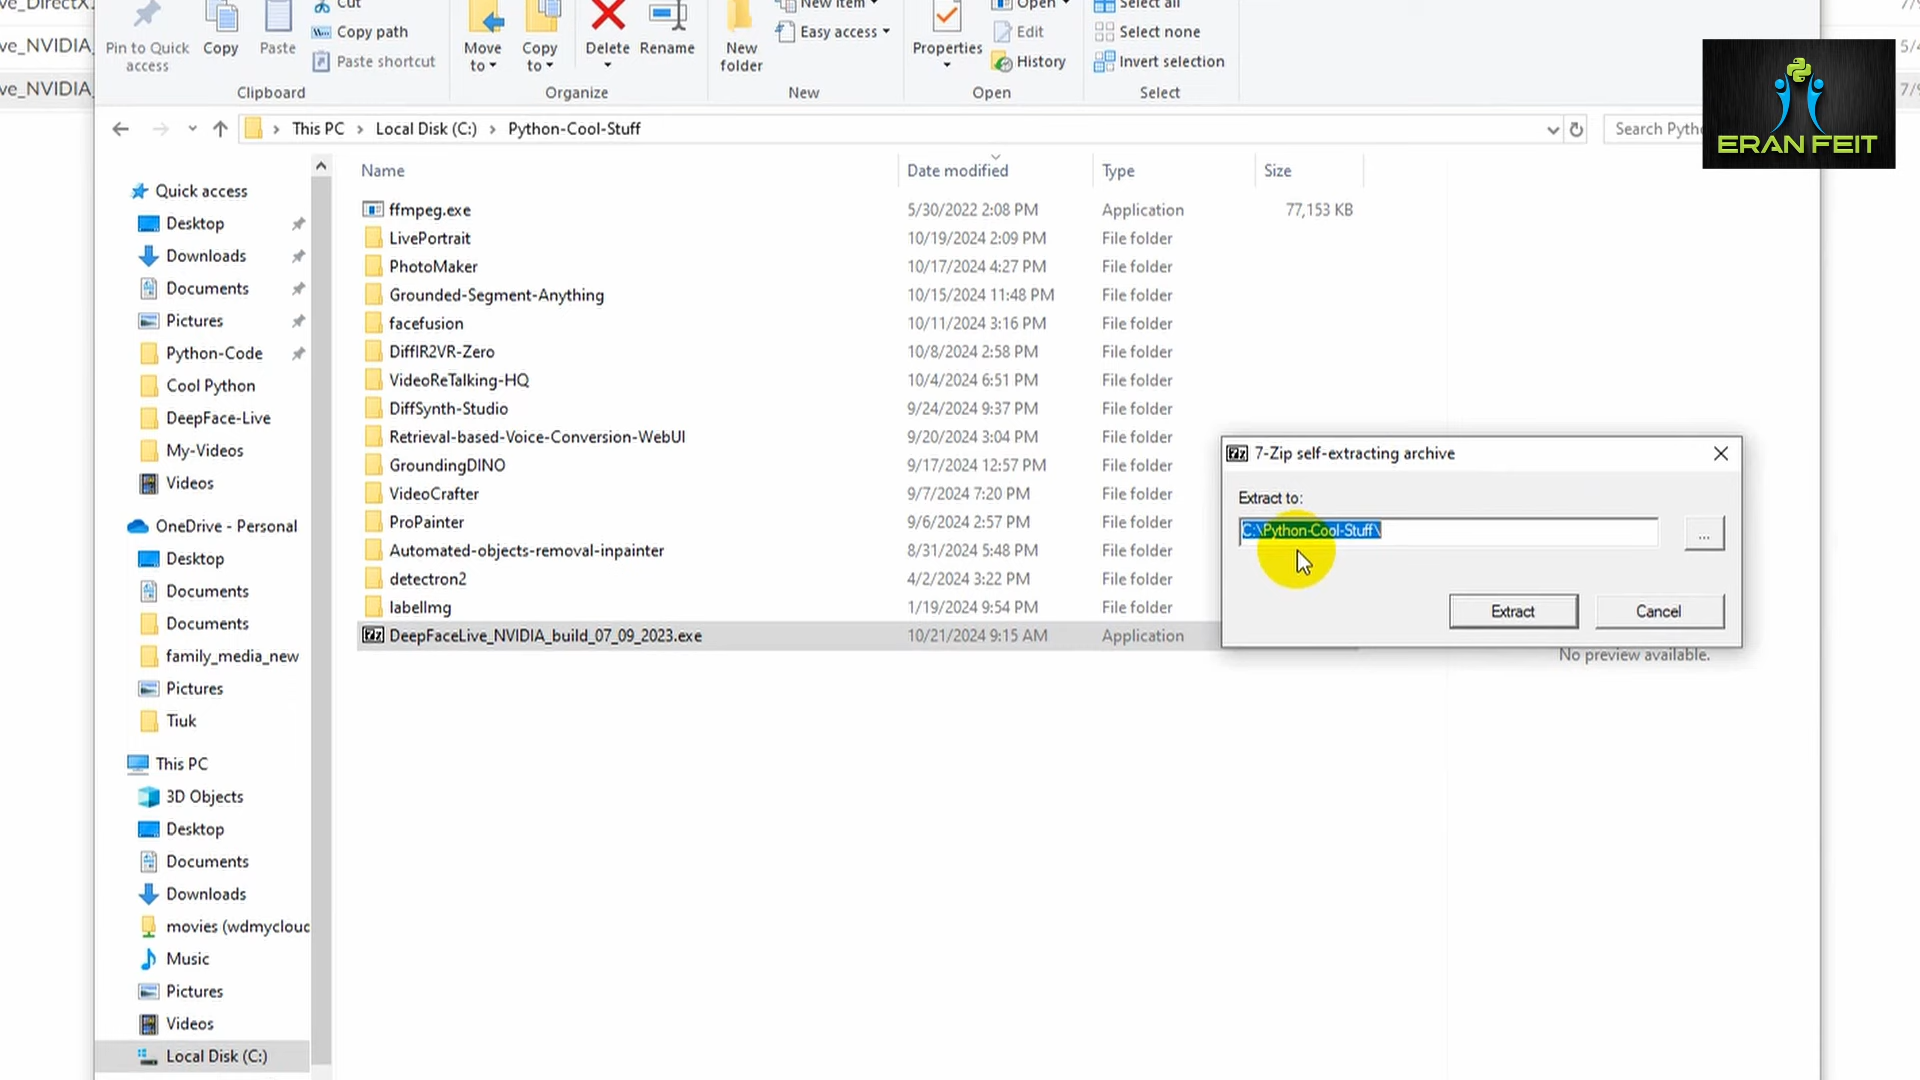 ve_DirectX.
ve_NVIDIA_
ve_NVIDIA_
Pin to Quick access
Copy
Paste
Cut
Copy path
Paste shortcut
Clipboard
Move to
Copy to
Delete
Rename
Organize
New folder
New item
Easy access
New
Properties
Open
Edit
History
Open
Select all
Select none
Invert selection
Select
ERAN FEIT
This PC > Local Disk (C:) > Python-Cool-Stuff
Search Pytho
Name Date modified Type Size
ffmpeg.exe 5/30/2022 2:08 PM Application 77,153 KB
LivePortrait 10/19/2024 2:09 PM File folder
PhotoMaker 10/17/2024 4:27 PM File folder
Grounded-Segment-Anything 10/15/2024 11:48 PM File folder
facefusion 10/11/2024 3:16 PM File folder
DiffIR2VR-Zero 10/8/2024 2:58 PM File folder
VideoReTalking-HQ 10/4/2024 6:51 PM File folder
DiffSynth-Studio 9/24/2024 9:37 PM File folder
Retrieval-based-Voice-Conversion-WebUI 9/20/2024 3:04 PM File folder
GroundingDINO 9/17/2024 12:57 PM File folder
VideoCrafter 9/7/2024 7:20 PM File folder
ProPainter 9/6/2024 2:57 PM File folder
Automated-objects-removal-inpainter 8/31/2024 5:48 PM File folder
detectron2 4/2/2024 3:22 PM File folder
labelImg 1/19/2024 9:54 PM File folder
DeepFaceLive_NVIDIA_build_07_09_2023.exe 10/21/2024 9:15 AM Application
Quick access
Desktop
Downloads
Documents
Pictures
Python-Code
Cool Python
DeepFace-Live
My-Videos
Videos
OneDrive - Personal
Desktop
Documents
Documents
family_media_new
Pictures
Tiuk
This PC
3D Objects
Desktop
Documents
Downloads
movies (wdmycloud
Music
Pictures
Videos
Local Disk (C:)
7-Zip self-extracting archive
Extract to:
C:\Python-Cool-Stuff\
...
Extract
Cancel
No preview available.